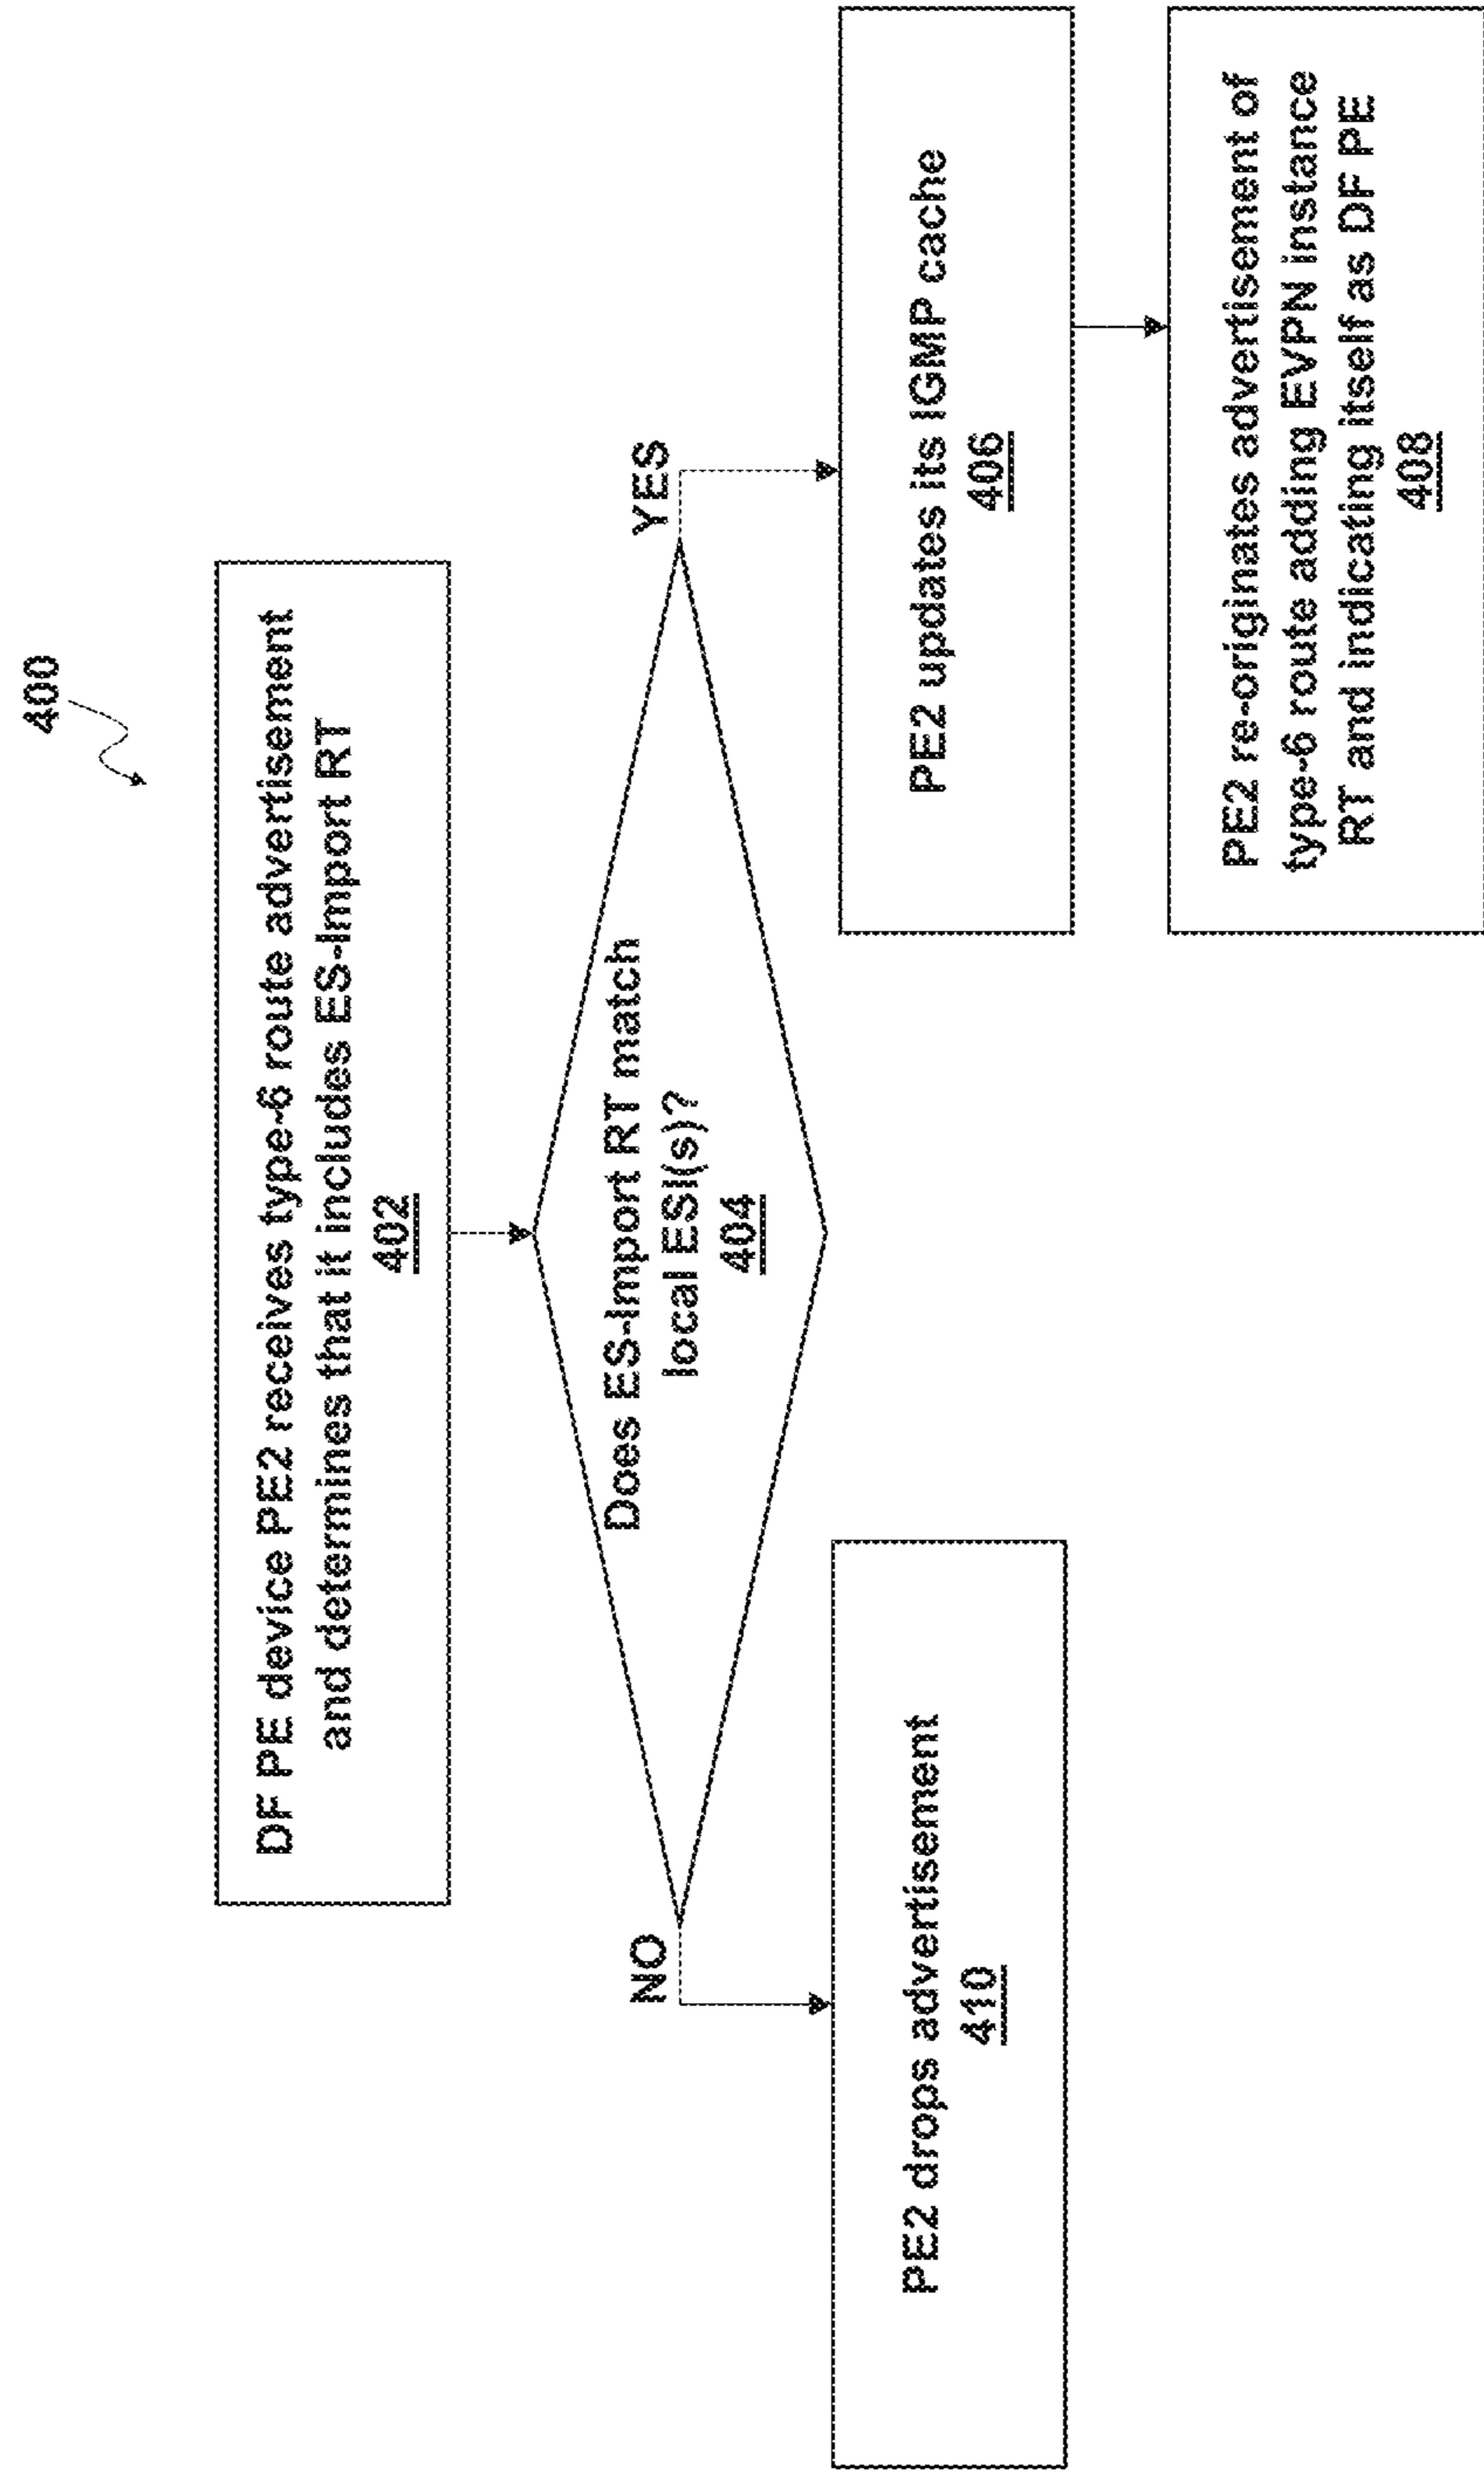 400
DF PE device PE2 receives type-6 route advertisement
and determines that it includes ES-Import RT
402
Does ES-Import RT match
local ESI(s)?
404
NO
YES
PE2 drops advertisement
410
PE2 updates its IGMP cache
406
PE2 re-originates advertisement of
type-6 route adding EVPN instance
RT and indicating itself as DF PE
408